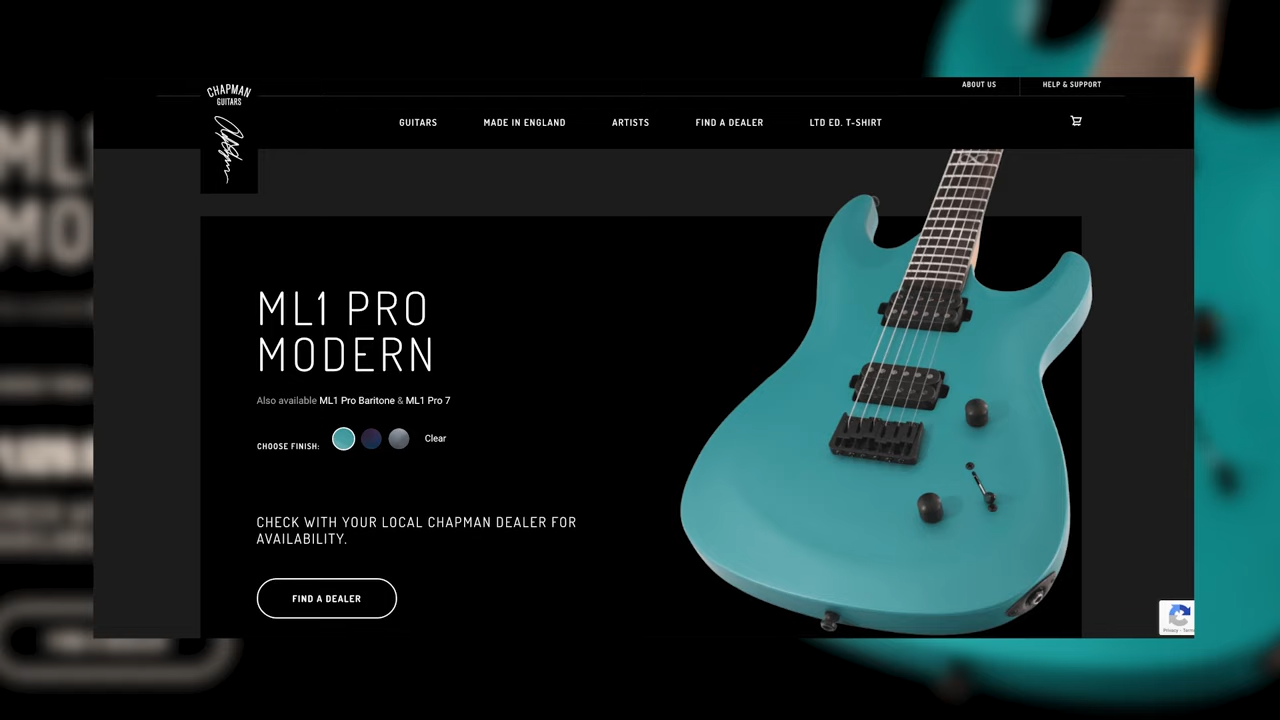 ABOUT US
HELP & SUPPORT
CHAPMAN
GUITARS
GUITARS
MADE IN ENGLAND
ARTISTS
FIND A DEALER
LTD ED. T-SHIRT
ML1 PRO
MODERN
Also available ML1 Pro Baritone & ML1 Pro 7
CHOOSE FINISH:
Clear
CHECK WITH YOUR LOCAL CHAPMAN DEALER FOR
AVAILABILITY.
FIND A DEALER
Privacy - Terms